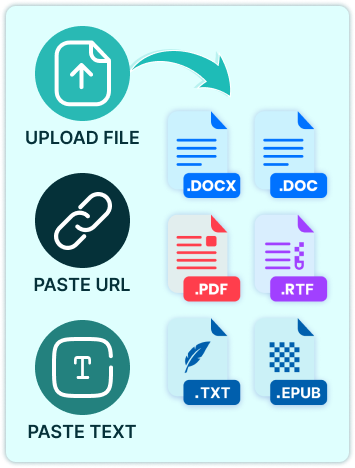 UPLOAD FILE
.DOCX
.DOC
PASTE URL
.PDF
.RTF
T
PASTE TEXT
.TXT
.EPUB